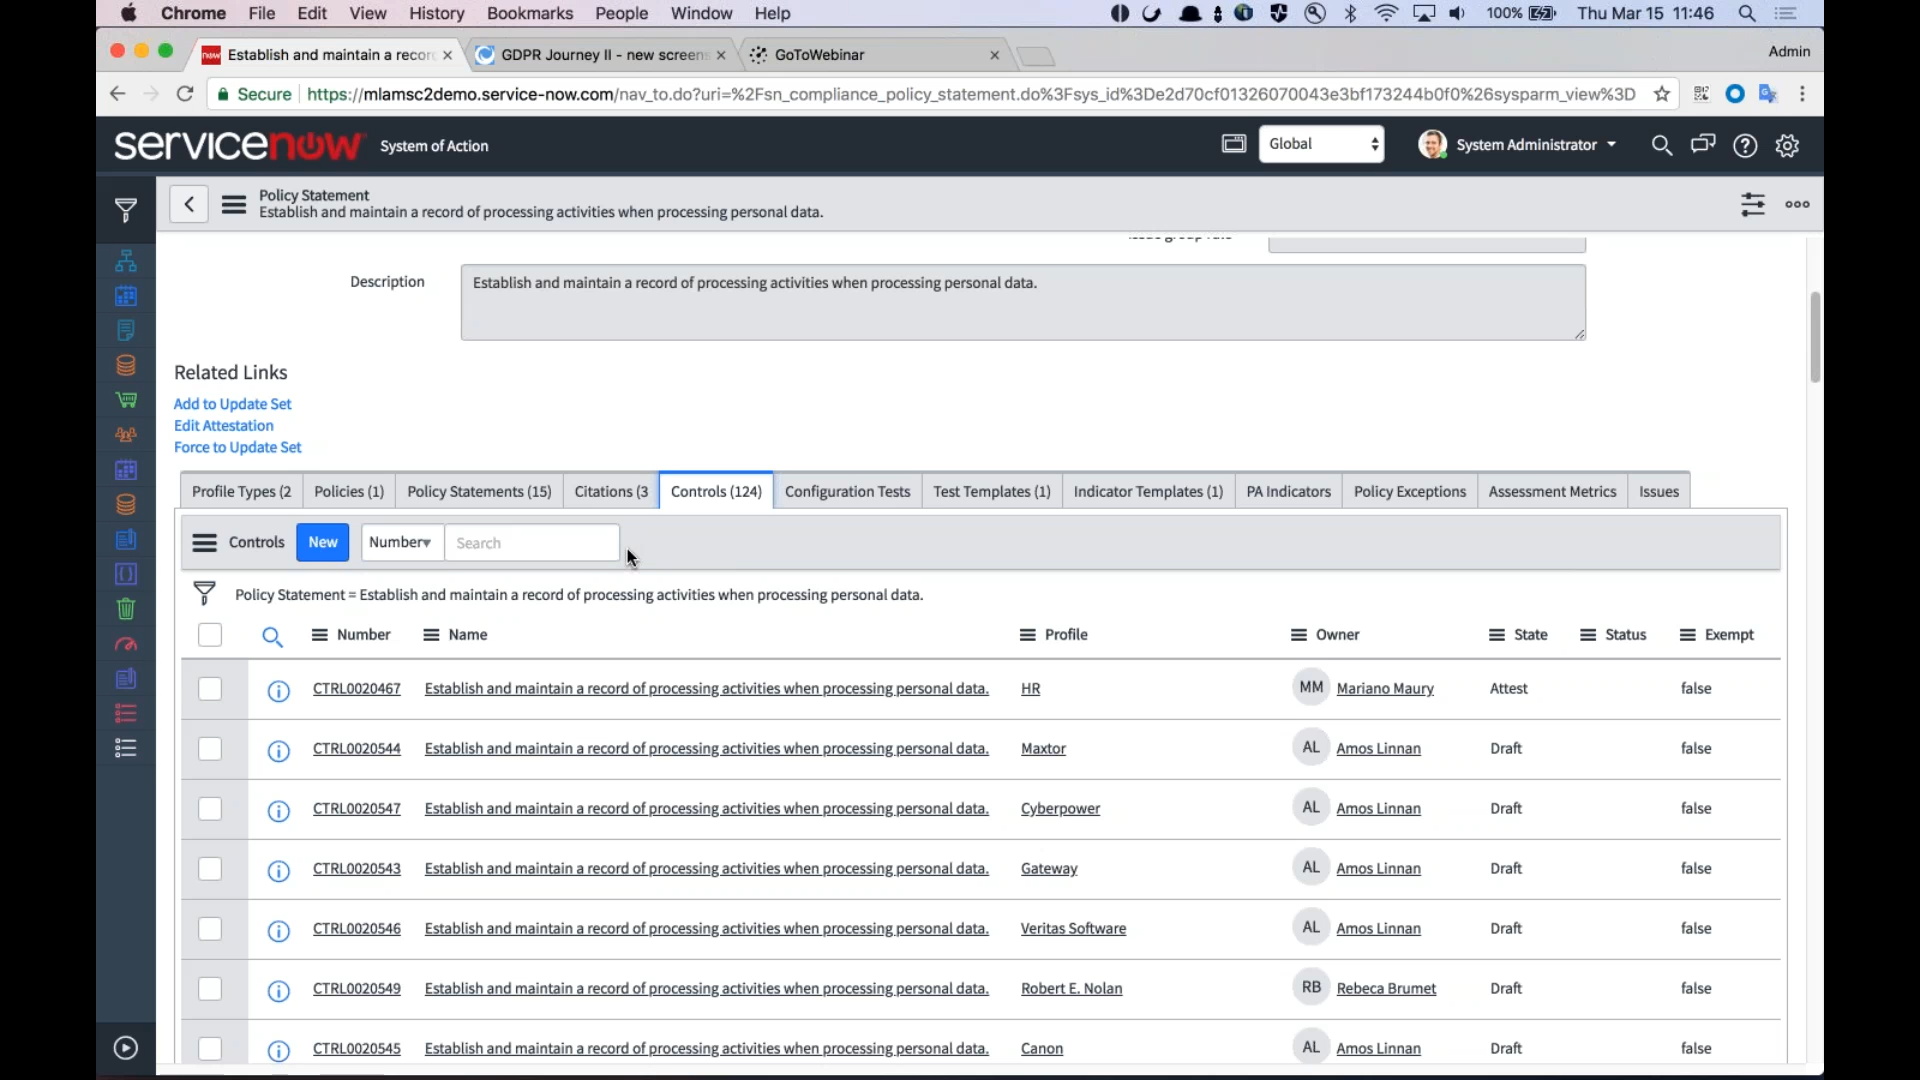 Chrome File Edit View History Bookmarks People Window Help 100% Thu Mar 15 11:46
now Establish and maintain a recor GDPR Journey II - new screens GoToWebinar Admin
Secure https://mlamsc2demo.service-now.com/nav_to.do?uri=%2Fsn_compliance_policy_statement.do%3Fsys_id%3De2d70cf01326070043e3bf173244b0f0%26sysparm_view%3D
servicenow System of Action Global System Administrator
Policy Statement
Establish and maintain a record of processing activities when processing personal data.
Description Establish and maintain a record of processing activities when processing personal data.
Related Links
Add to Update Set
Edit Attestation
Force to Update Set
Profile Types (2 Policies (1) Policy Statements (15) Citations (3 Controls (124) Configuration Tests Test Templates (1) Indicator Templates (1) PA Indicators Policy Exceptions Assessment Metrics Issues
Controls New Number Search
Policy Statement = Establish and maintain a record of processing activities when processing personal data.
Number Name Profile Owner State Status Exempt
CTRL0020467 Establish and maintain a record of processing activities when processing personal data. HR MM Mariano Maury Attest false
CTRL0020544 Establish and maintain a record of processing activities when processing personal data. Maxtor AL Amos Linnan Draft false
CTRL0020547 Establish and maintain a record of processing activities when processing personal data. Cyberpower AL Amos Linnan Draft false
CTRL0020543 Establish and maintain a record of processing activities when processing personal data. Gateway AL Amos Linnan Draft false
CTRL0020546 Establish and maintain a record of processing activities when processing personal data. Veritas Software AL Amos Linnan Draft false
CTRL0020549 Establish and maintain a record of processing activities when processing personal data. Robert E. Nolan RB Rebeca Brumet Draft false
CTRL0020545 Establish and maintain a record of processing activities when processing personal data. Canon AL Amos Linnan Draft false